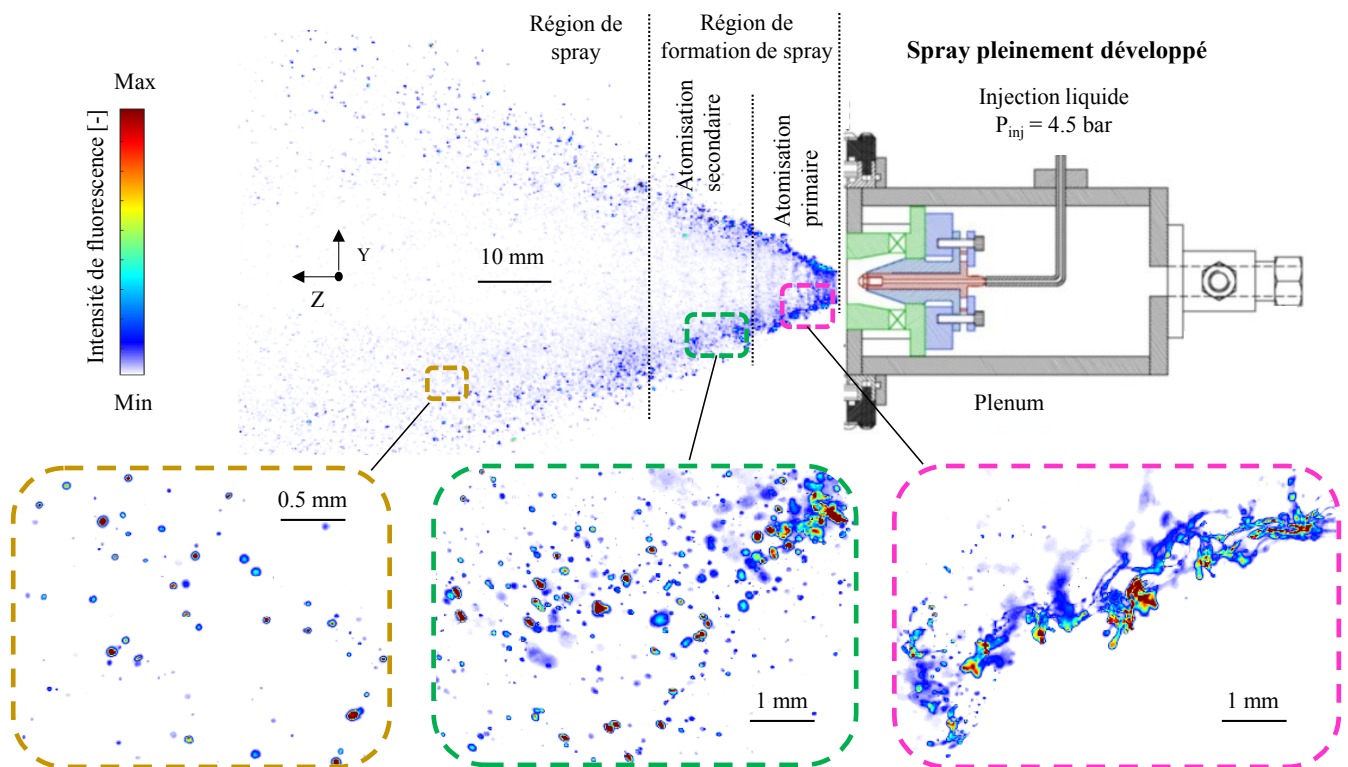 Région de
spray
Région de
formation de spray
Spray pleinement développé
Max
Intensité de fluorescence [-]
Min
Injection liquide
Pinj = 4.5 bar
Atomisation
secondaire
Atomisation
primaire
Y
Z
10 mm
Plenum
0.5 mm
1 mm
1 mm